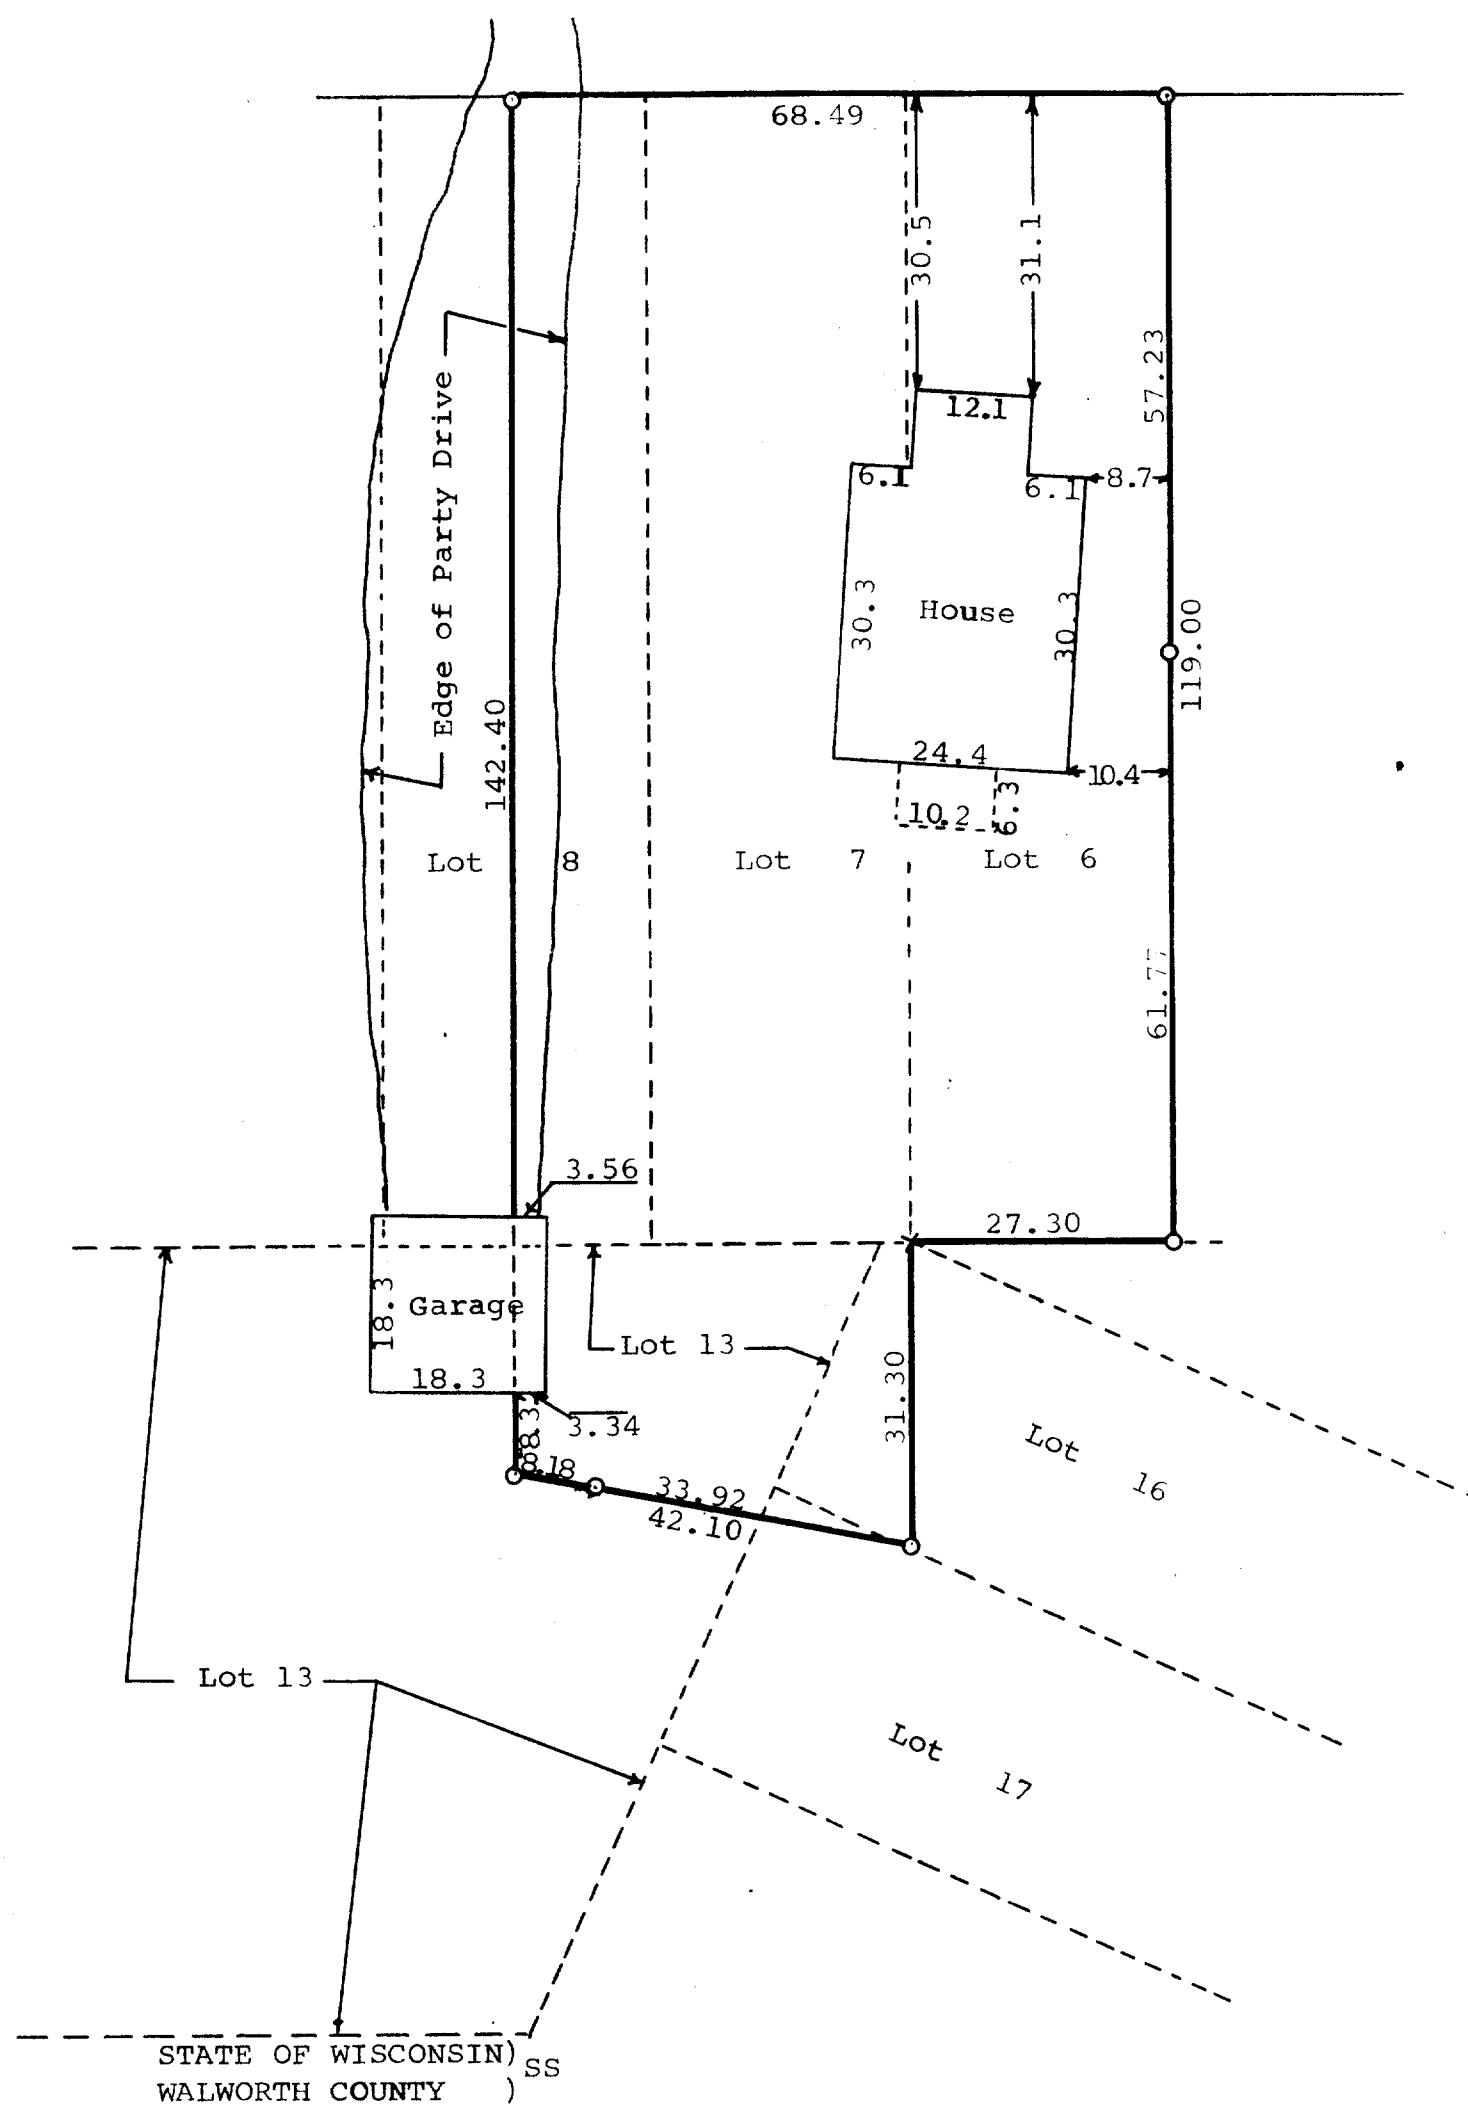 68.49
30.5
31.1
57.23
12.1
6.1
6.1
8.7
Edge of Party Drive
30.3
House
30.3
119.00
142.40
24.4
10.4
10.2
6.3
Lot 8
Lot 7
Lot 6
61.77
3.56
27.30
18.3
Garage
Lot 13
18.3
31.30
3.34
8.18
33.92
42.10
Lot 16
Lot 13
Lot 17
STATE OF WISCONSIN)
SS
WALWORTH COUNTY )